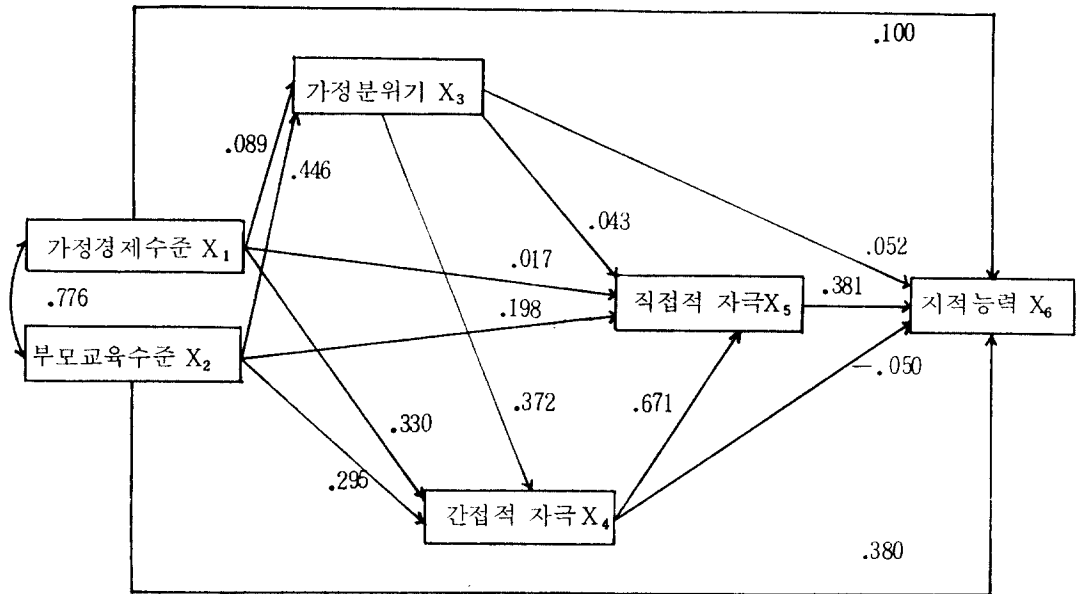 .100
가정분위기 X₃
.089
.446
가정경제수준 X₁
.043
.052
.017
.776
직접적 자극X₅
.381
지적능력 X₆
.198
부모교육수준 X₂
-.050
.372
.671
.330
.295
간접적 자극 X₄
.380